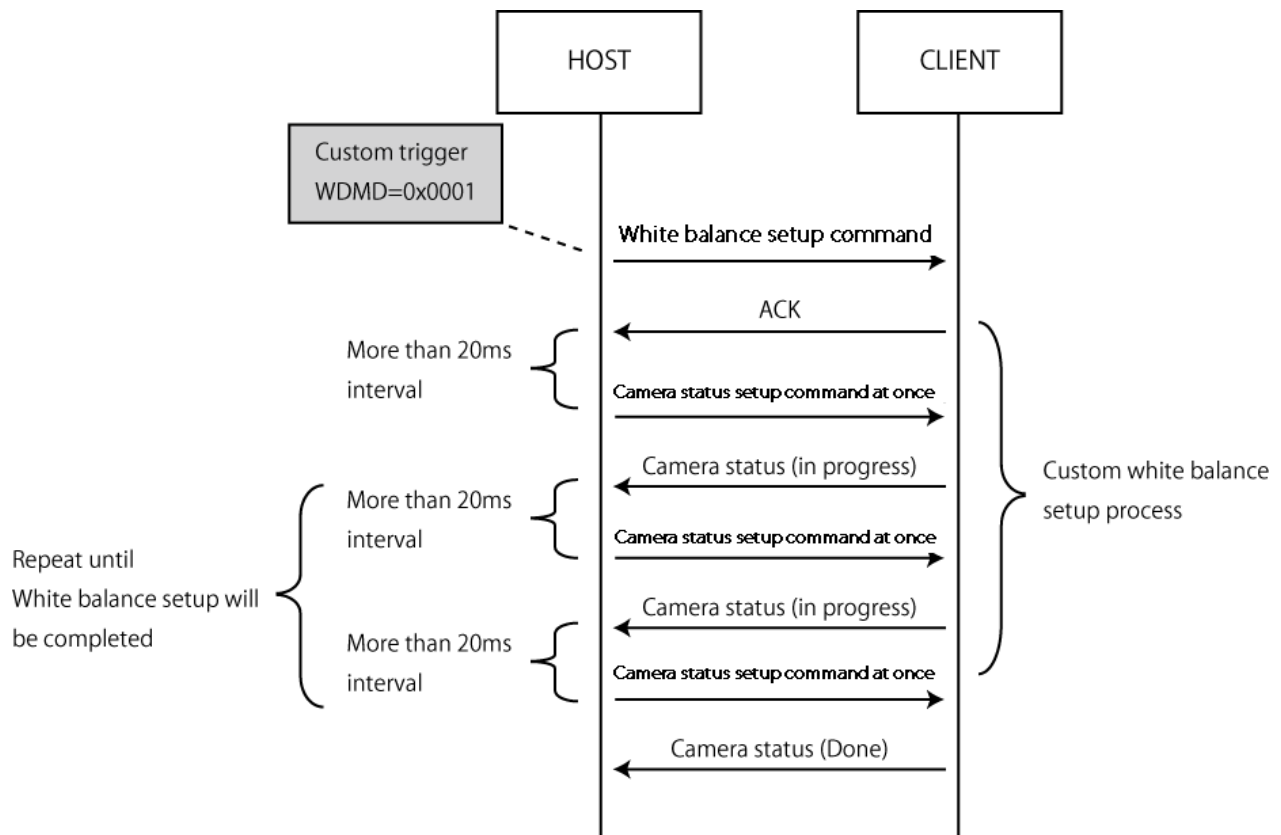 HOST
CLIENT
Custom trigger
WDMD=0x0001
White balance setup command
ACK
More than 20ms
interval
Camera status setup command at once
Camera status (in progress)
Custom white balance
setup process
More than 20ms
interval
Camera status setup command at once
Repeat until
White balance setup will
be completed
Camera status (in progress)
More than 20ms
interval
Camera status setup command at once
Camera status (Done)